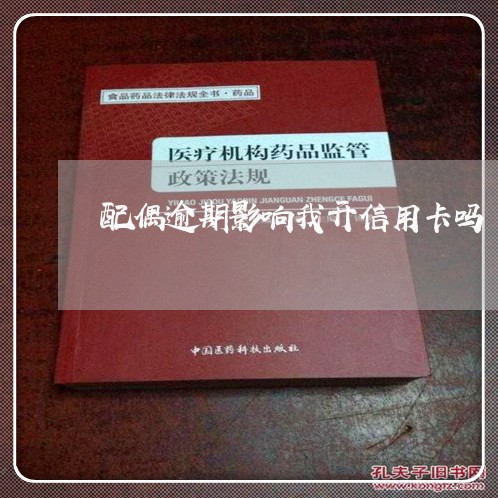 食品药品法律法规全书·药品
医疗机构药品监管
政策法规
YILIAO JIGOU YAOPIN JIANGUAN ZHENGCE FAGUI
配偶逾期影响我开信用卡吗
中国医药科技出版社
孔夫子旧书网
www.kongfz.com